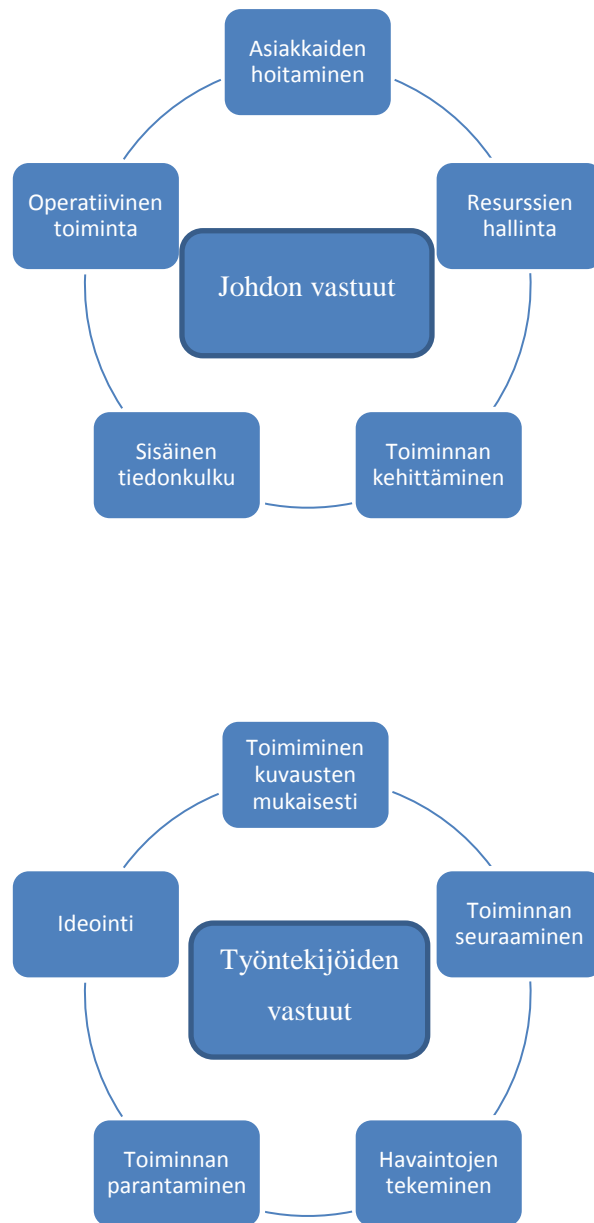 Asiakkaiden
hoitaminen
Operatiivinen
toiminta
Resurssien
hallinta
Johdon vastuut
Sisäinen
tiedonkulku
Toiminnan
kehittäminen
Toimiminen
kuvausten
mukaisesti
Ideointi
Toiminnan
seuraaminen
Työntekijöiden
vastuut
Toiminnan
parantaminen
Havaintojen
tekeminen